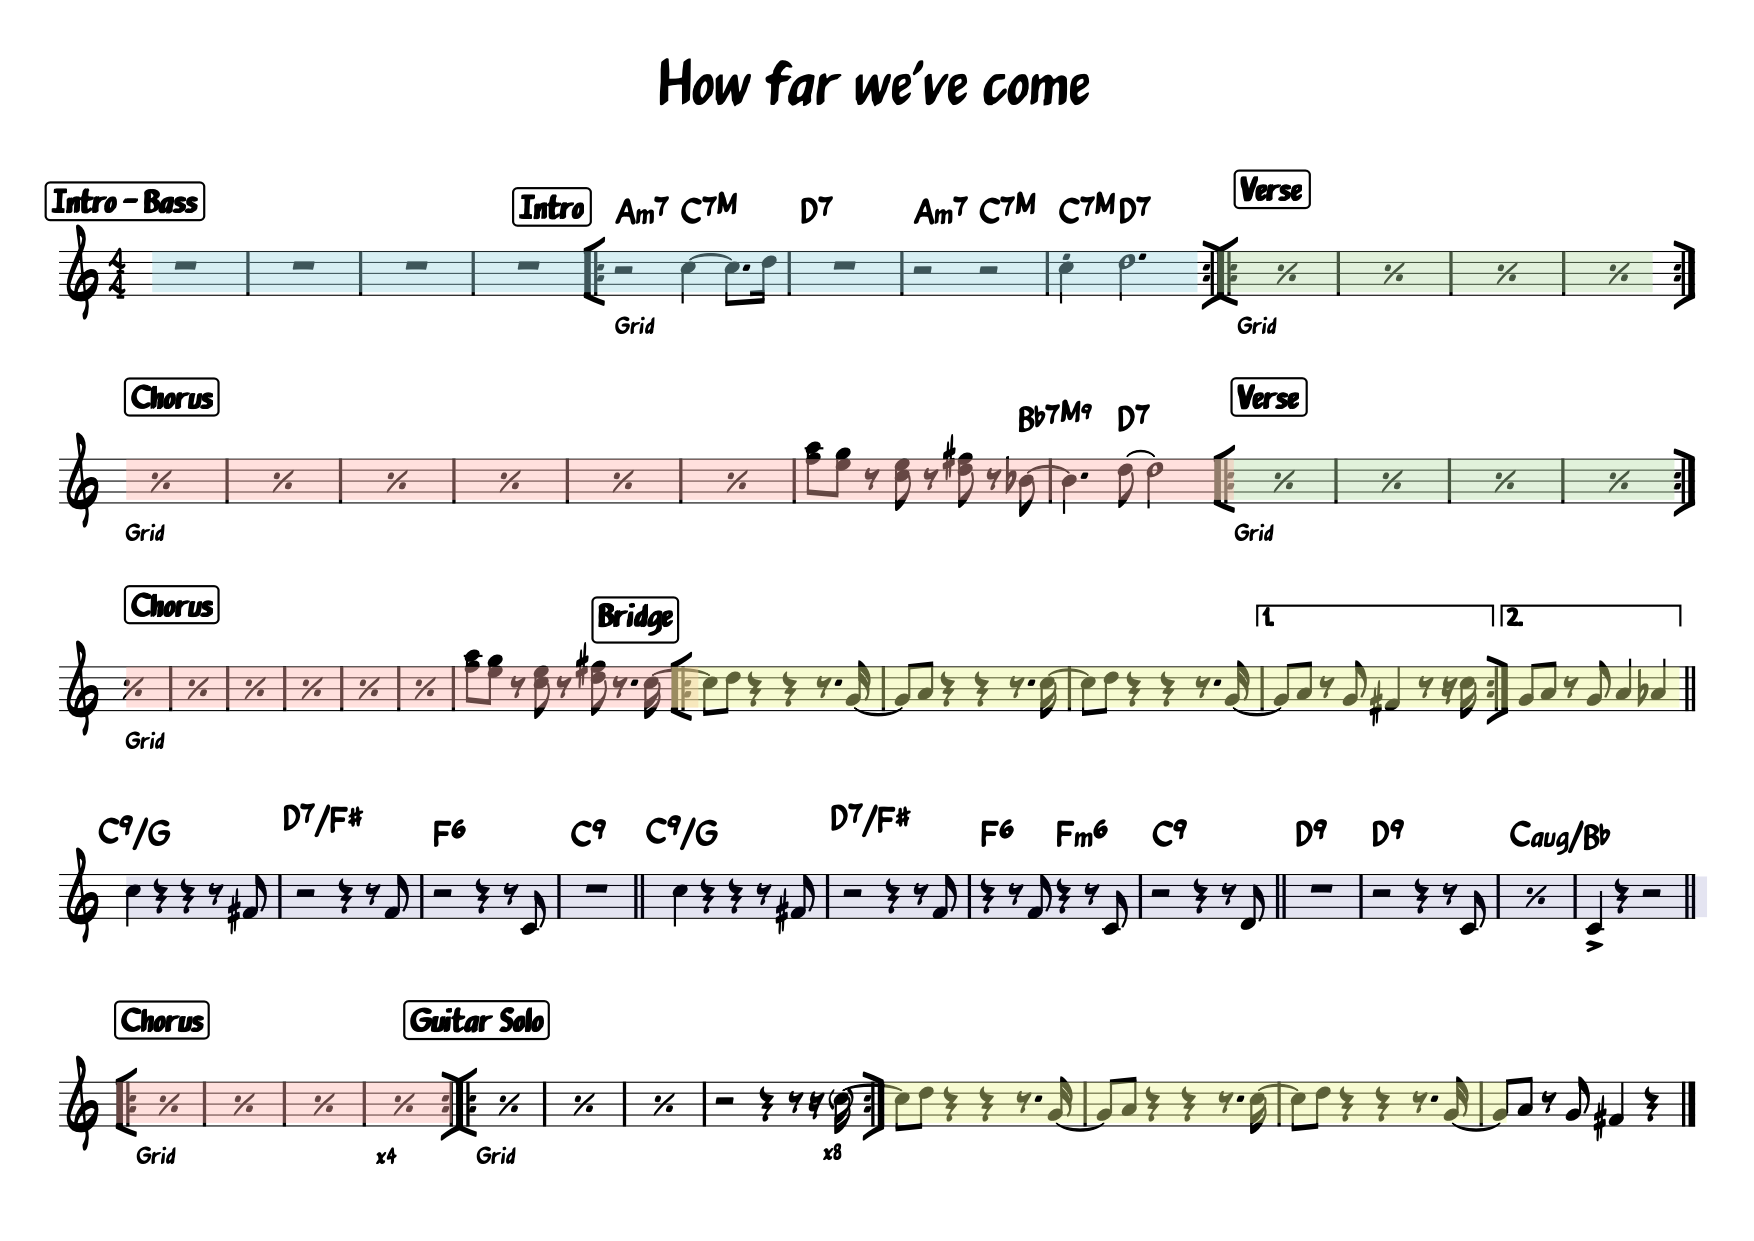 How far we've come
Intro - Bass
Intro
Am7 C7M D7 Am7 C7M C7M D7
Verse
4
4
Grid
Grid
Chorus
Bb7M9 D7
Verse
Grid
Grid
Chorus
Bridge
1.
2.
Grid
C9/G D7/F# F6 C9 C9/G D7/F# F6 Fm6 C9 D9 D9 Caug/Bb
Chorus
Guitar Solo
Grid
x4
Grid
x8